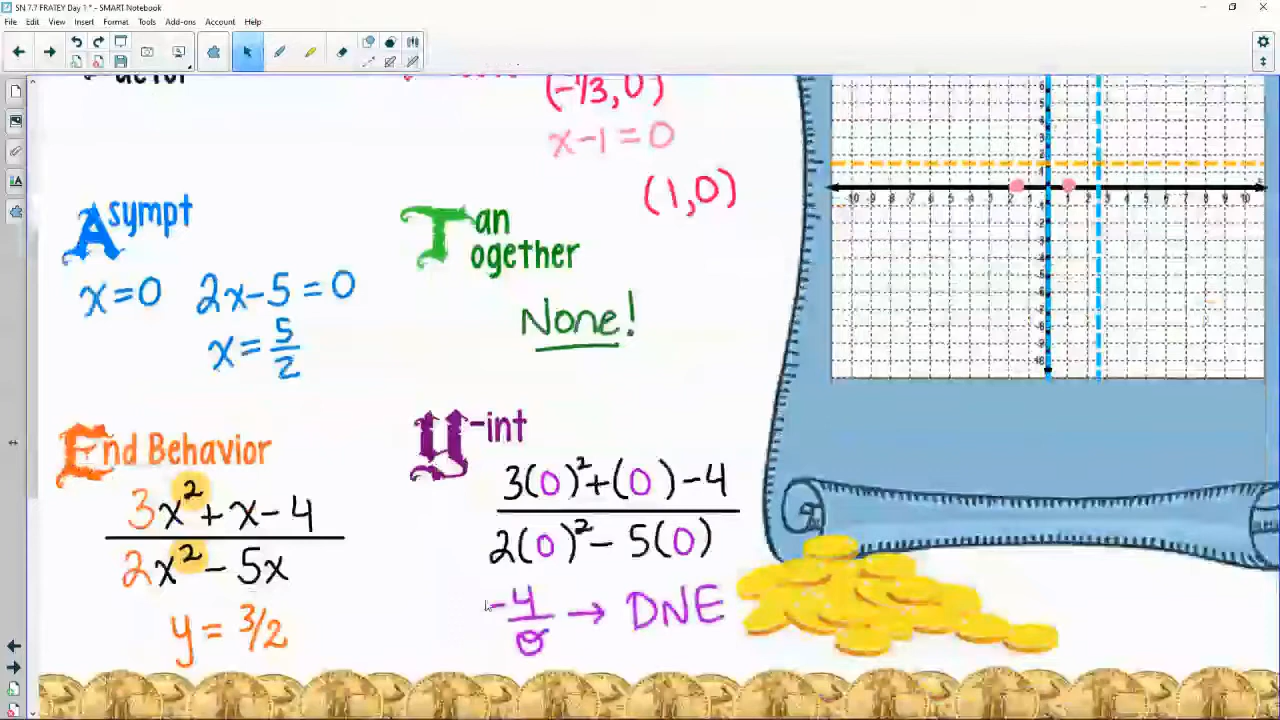 SN 7.7 FRATEY Day 1 * - SMART Notebook
File Edit View Insert Format Tools Add-ons Account Help
(-1/3, 0)
x-1=0
(1,0)
Asympt
x=0 2x-5=0
x=5/2
Tan
Together
None!
End Behavior
3x²+x-4
2x²-5x
y=3/2
y-int
3(0)²+(0)-4
2(0)²-5(0)
-4/0 → DNE